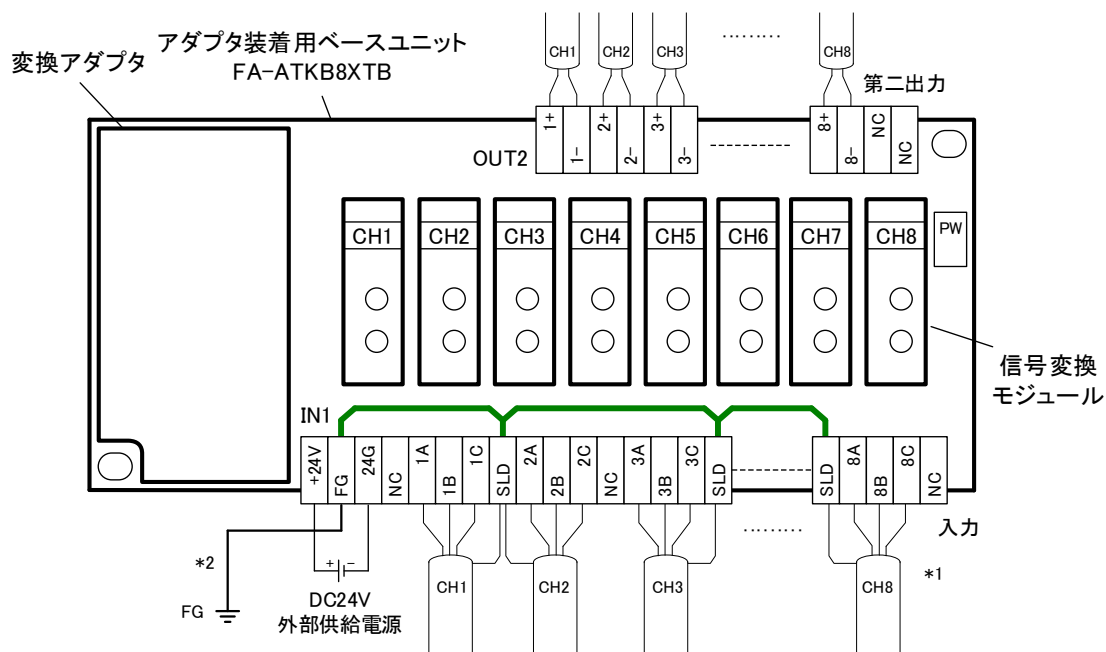 CH1 CH2 CH3 ……… CH8
アダプタ装着用ベースユニット
FA-ATKB8XTB
変換アダプタ
第二出力
OUT2
1+ 1- 2+ 2- 3+ 3- 8+ 8- NC NC
PW
CH1 CH2 CH3 CH4 CH5 CH6 CH7 CH8
信号変換
モジュール
IN1
+24V FG 24G NC 1A 1B 1C SLD 2A 2B 2C NC 3A 3B 3C SLD SLD 8A 8B 8C NC
入力
………
*2
+ -
CH1 CH2 CH3 CH8
*1
FG
DC24V
外部供給電源